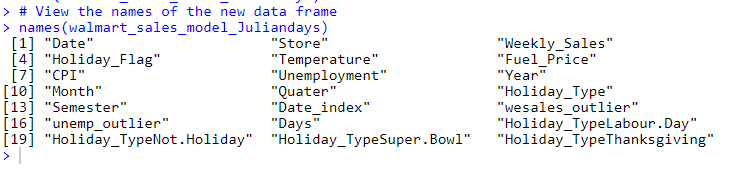 > # View the names of the new data frame
> names(walmart_sales_model_Juliandays)
[1] "Date" "Store" "Weekly_Sales"
[4] "Holiday_Flag" "Temperature" "Fuel_Price"
[7] "CPI" "Unemployment" "Year"
[10] "Month" "Quater" "Holiday_Type"
[13] "Semester" "Date_index" "wesales_outlier"
[16] "unemp_outlier" "Days" "Holiday_TypeLabour.Day"
[19] "Holiday_TypeNot.Holiday" "Holiday_TypeSuper.Bowl" "Holiday_TypeThanksgiving"
>